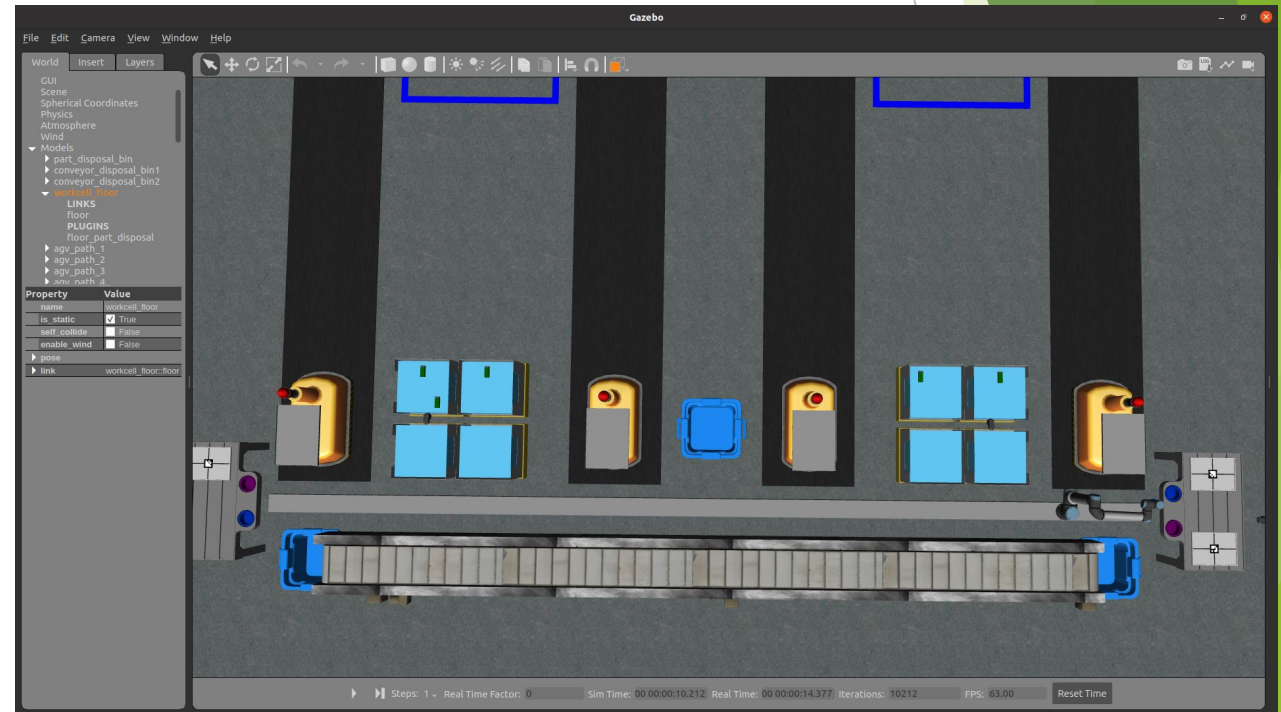 Gazebo
File Edit Camera View Window Help
World Insert Layers
GUI
Scene
Spherical Coordinates
Physics
Atmosphere
Wind
Models
part_disposal_bin
conveyor_disposal_bin1
conveyor_disposal_bin2
workcell_floor
LINKS
floor
PLUGINS
floor_part_disposal
agv_path_1
agv_path_2
agv_path_3
agv_path_4
Property Value
name workcell_floor
is_static True
self_collide False
enable_wind False
pose
link workcell_floor::floor
Steps: 1 Real Time Factor: 0 Sim Time: 00 00:00:10.212 Real Time: 00 00:00:14.377 Iterations: 10212 FPS: 63.00 Reset Time